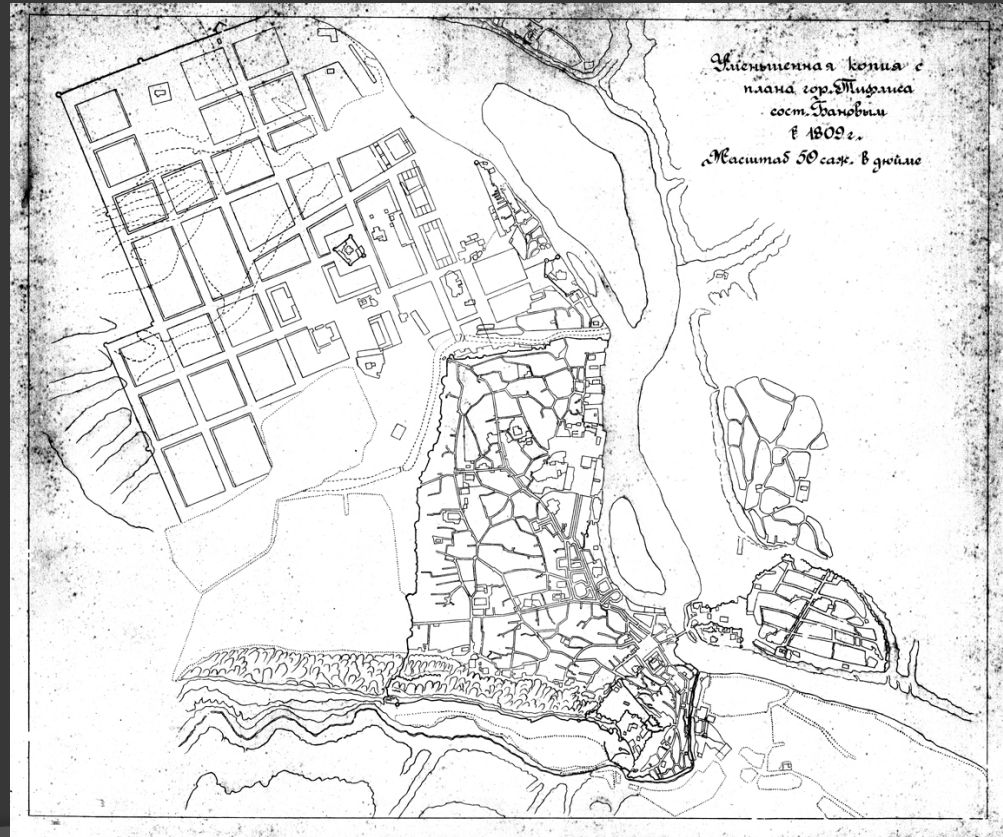 Уменьшенная копия с
плана гор. Тифлиса
сост. Бановым
в 1809 г.
Масштаб 50 саж. в дюйме